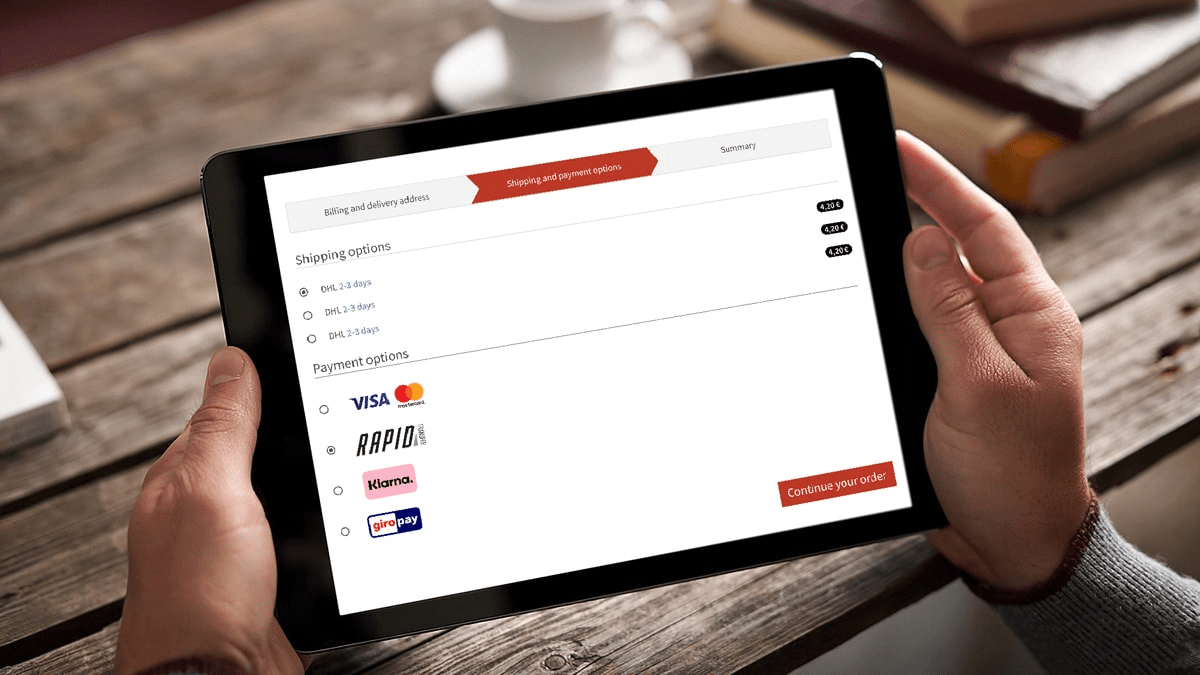 Billing and delivery address
Shipping and payment options
Summary
Shipping options
DHL 2-3 days
4,20 €
DHL 2-3 days
4,20 €
DHL 2-3 days
4,20 €
Payment options
VISA mastercard
RAPID
Klarna.
giropay
Continue your order